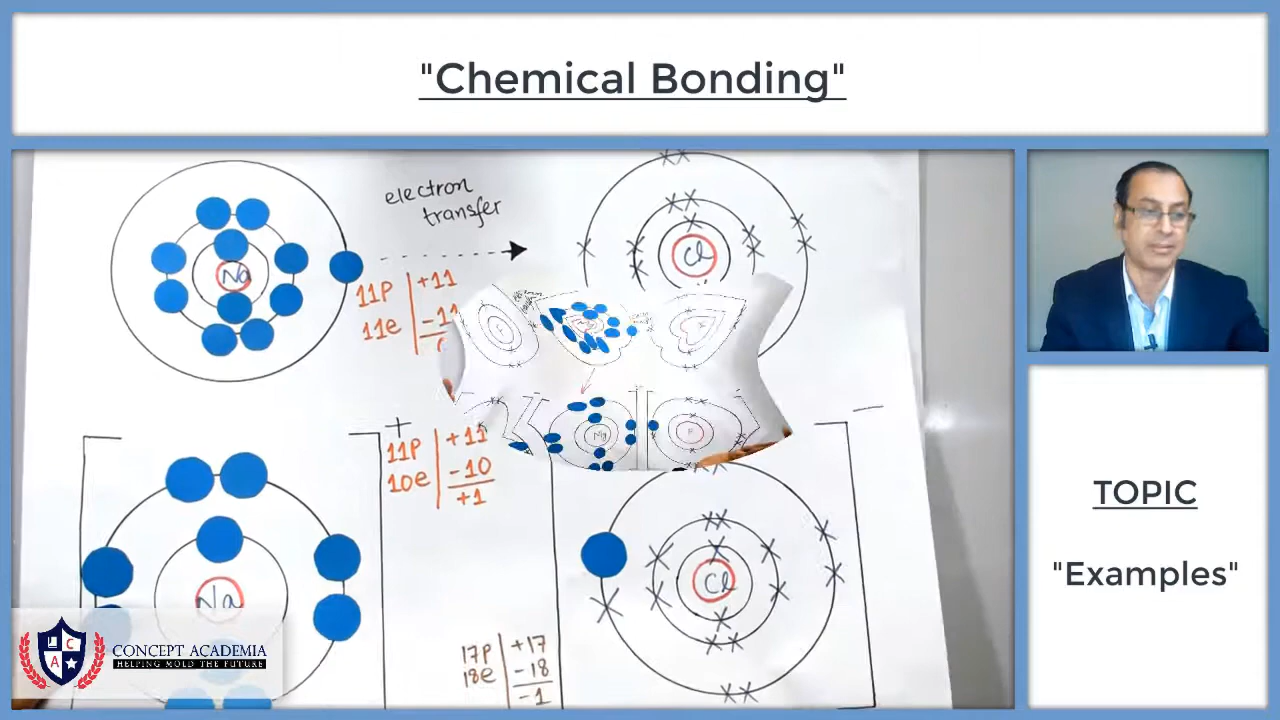 "Chemical Bonding"
electron
transfer
Na
Cl
11p +11
11e -11
Mg
F
+
11p +11
10e -10
+1
Na
Cl
17p +17
18e -18
-1
TOPIC
"Examples"
C
A
CONCEPT ACADEMIA
HELPING MOLD THE FUTURE